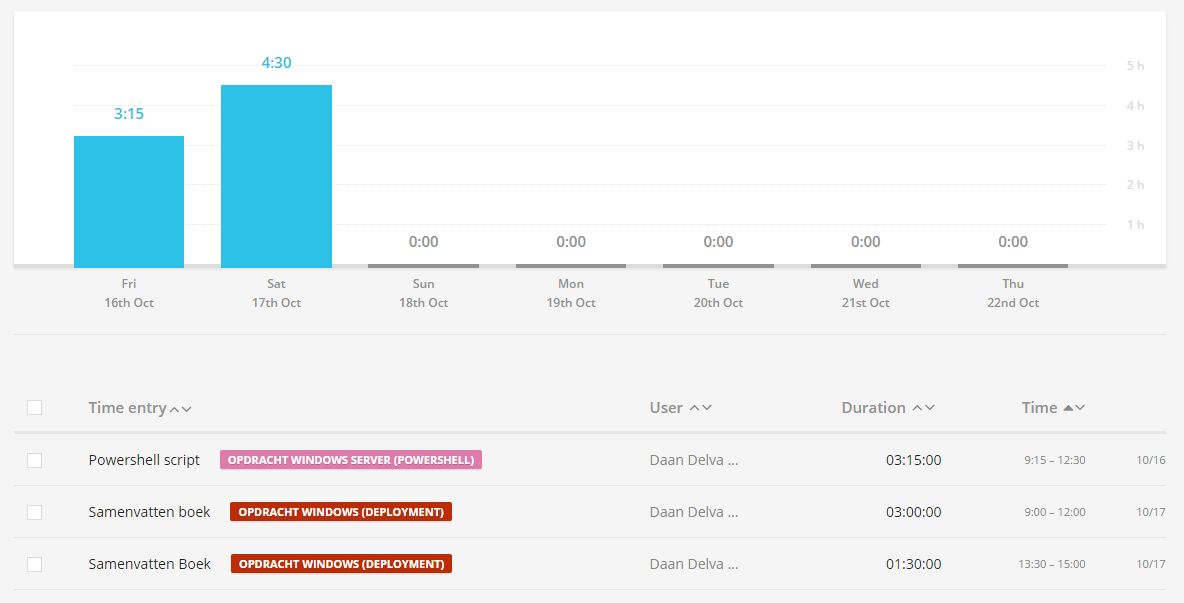 4:30
5 h
3:15
4 h
3 h
2 h
1 h
0:00 0:00 0:00 0:00 0:00
Fri Sat Sun Mon Tue Wed Thu
16th Oct 17th Oct 18th Oct 19th Oct 20th Oct 21st Oct 22nd Oct
Time entry User Duration Time
Powershell script OPDRACHT WINDOWS SERVER (POWERSHELL) Daan Delva ... 03:15:00 9:15 – 12:30 10/16
Samenvatten boek OPDRACHT WINDOWS (DEPLOYMENT) Daan Delva ... 03:00:00 9:00 – 12:00 10/17
Samenvatten Boek OPDRACHT WINDOWS (DEPLOYMENT) Daan Delva ... 01:30:00 13:30 – 15:00 10/17